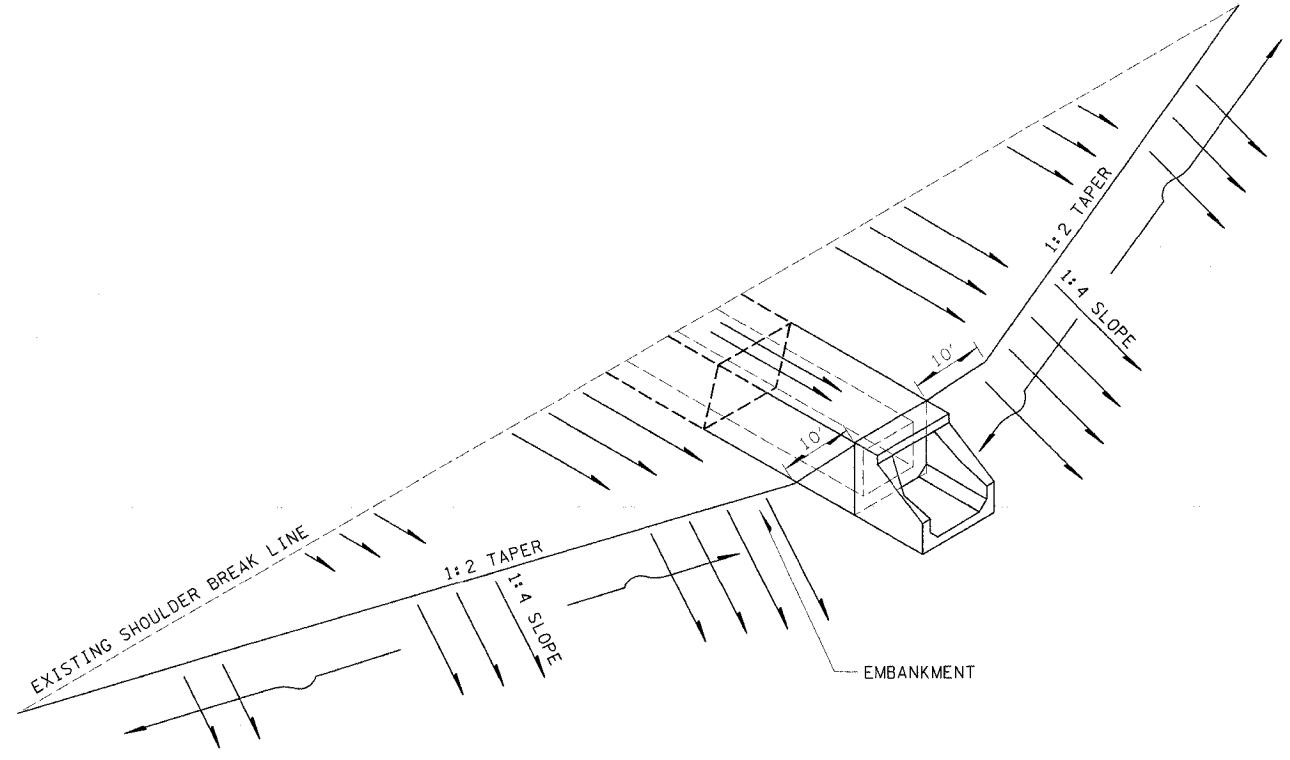 1:2 TAPER
1:4 SLOPE
10'
10'
EXISTING SHOULDER BREAK LINE
1:2 TAPER
1:4 SLOPE
EMBANKMENT